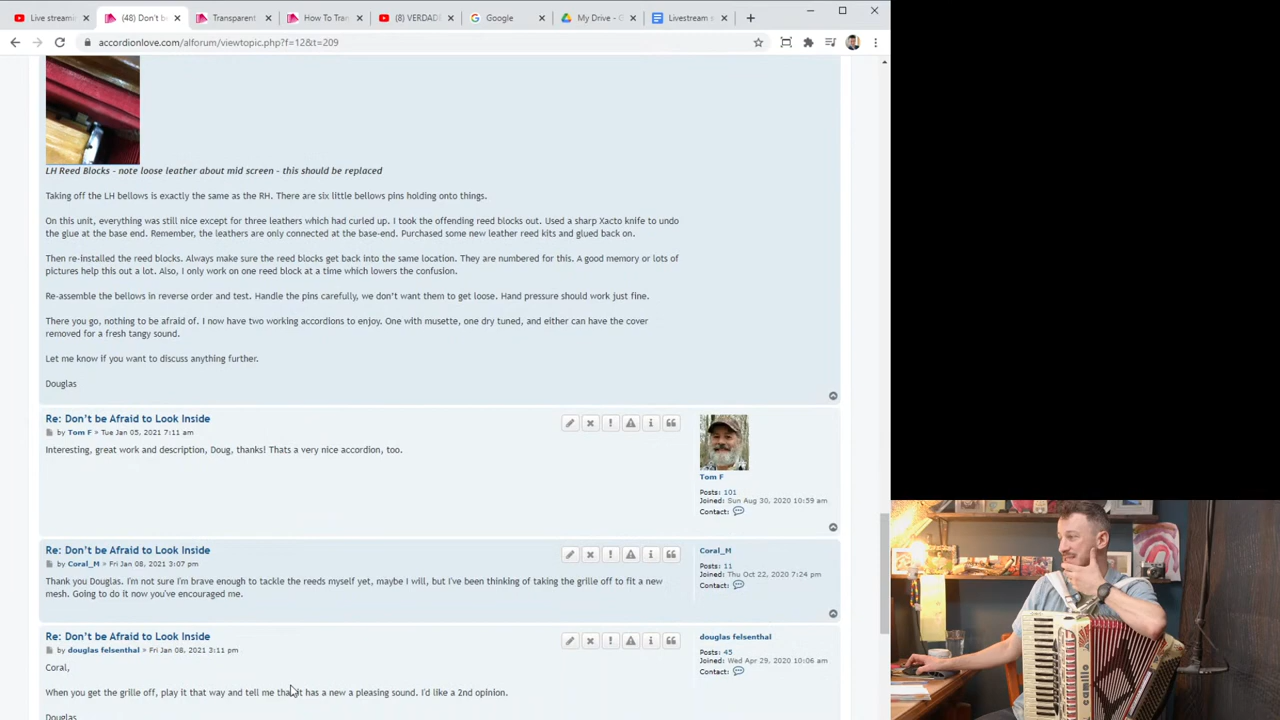 Live streami
(48) Don't b
Transparent
How To Tra
(8) VERDADE
Google
My Drive - G
Livestream s
accordionlove.com/alforum/viewtopic.php?f=12&t=209
LH Reed Blocks - note loose leather about mid screen - this should be replaced
Taking off the LH bellows is exactly the same as the RH. There are six little bellows pins holding onto things.
On this unit, everything was still nice except for three leathers which had curled up. I took the offending reed blocks out. Used a sharp Xacto knife to undo
the glue at the base end. Remember, the leathers are only connected at the base-end. Purchased some new leather reed kits and glued back on.
Then re-installed the reed blocks. Always make sure the reed blocks get back into the same location. They are numbered for this. A good memory or lots of
pictures help this out a lot. Also, I only work on one reed block at a time which lowers the confusion.
Re-assemble the bellows in reverse order and test. Handle the pins carefully, we don't want them to get loose. Hand pressure should work just fine.
There you go, nothing to be afraid of. I now have two working accordions to enjoy. One with musette, one dry tuned, and either can have the cover
removed for a fresh tangy sound.
Let me know if you want to discuss anything further.
Douglas
Re: Don't be Afraid to Look Inside
by Tom F » Tue Jan 05, 2021 7:11 am
Interesting, great work and description, Doug, thanks! Thats a very nice accordion, too.
Tom F
Posts: 101
Joined: Sun Aug 30, 2020 10:59 am
Contact:
Re: Don't be Afraid to Look Inside
by Coral_M » Fri Jan 08, 2021 3:07 pm
Thank you Douglas. I'm not sure I'm brave enough to tackle the reeds myself yet, maybe I will, but I've been thinking of taking the grille off to fit a new
mesh. Going to do it now you've encouraged me.
Coral_M
Posts: 11
Joined: Thu Oct 22, 2020 7:24 pm
Contact:
Re: Don't be Afraid to Look Inside
by douglas felsenthal » Fri Jan 08, 2021 3:11 pm
Coral,
When you get the grille off, play it that way and tell me that it has a new a pleasing sound. I'd like a 2nd opinion.
Douglas
douglas felsenthal
Posts: 45
Joined: Wed Apr 29, 2020 10:06 am
Contact:
camillo